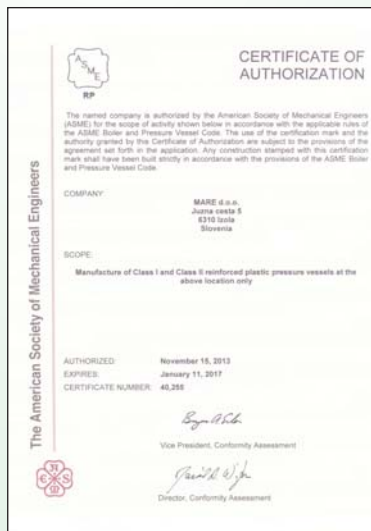 ASME
RP
CERTIFICATE OF
AUTHORIZATION
The named company is authorized by the American Society of Mechanical Engineers
(ASME) for the scope of activity shown below in accordance with the applicable rules of
the ASME Boiler and Pressure Vessel Code. The use of the certification mark and the
authority granted by this Certificate of Authorization are subject to the provisions of the
agreement set forth in the application. Any construction stamped with this certification
mark shall have been built strictly in accordance with the provisions of the ASME Boiler
and Pressure Vessel Code.
COMPANY:
MARE d.o.o.
Juzna cesta 5
6310 Izola
Slovenia
SCOPE:
Manufacture of Class I and Class II reinforced plastic pressure vessels at the
above location only
AUTHORIZED: November 15, 2013
EXPIRES: January 11, 2017
CERTIFICATE NUMBER: 40,255
Vice President, Conformity Assessment
Director, Conformity Assessment
The American Society of Mechanical Engineers